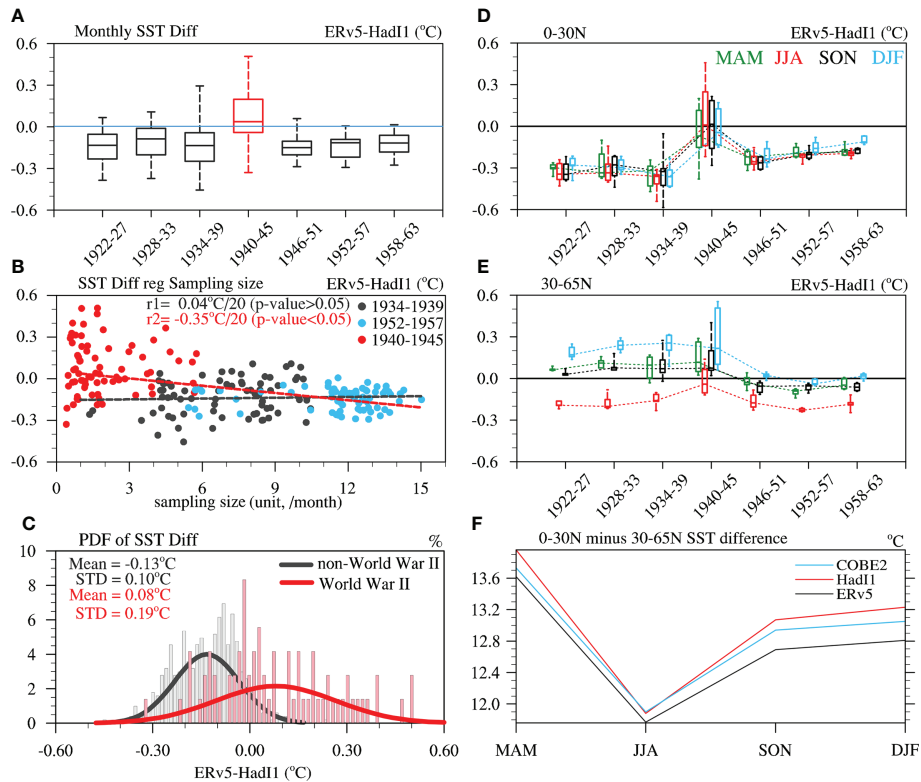 A
Monthly SST Diff ERv5-HadI1 (°C)
0.6
0.3
0.0
-0.3
-0.6
1922-27 1928-33 1934-39 1940-45 1946-51 1952-57 1958-63
B
SST Diff reg Sampling size ERv5-HadI1 (°C)
r1= 0.04°C/20 (p-value>0.05)
r2= -0.35°C/20 (p-value<0.05)
1934-1939
1952-1957
1940-1945
0.6
0.3
0.0
-0.3
-0.6
0 3 6 9 12 15
sampling size (unit, /month)
C
PDF of SST Diff %
Mean = -0.13°C
STD = 0.10°C
Mean = 0.08°C
STD = 0.19°C
non-World War II
World War II
10
8
6
4
2
0
-0.60 -0.30 0.00 0.30 0.60
ERv5-HadI1 (°C)
D
0-30N ERv5-HadI1 (°C)
MAM JJA SON DJF
0.6
0.3
0.0
-0.3
-0.6
1922-27 1928-33 1934-39 1940-45 1946-51 1952-57 1958-63
E
30-65N ERv5-HadI1 (°C)
0.6
0.3
0.0
-0.3
-0.6
1922-27 1928-33 1934-39 1940-45 1946-51 1952-57 1958-63
F
0-30N minus 30-65N SST difference °C
COBE2
HadI1
ERv5
13.6
13.2
12.8
12.4
12.0
MAM JJA SON DJF